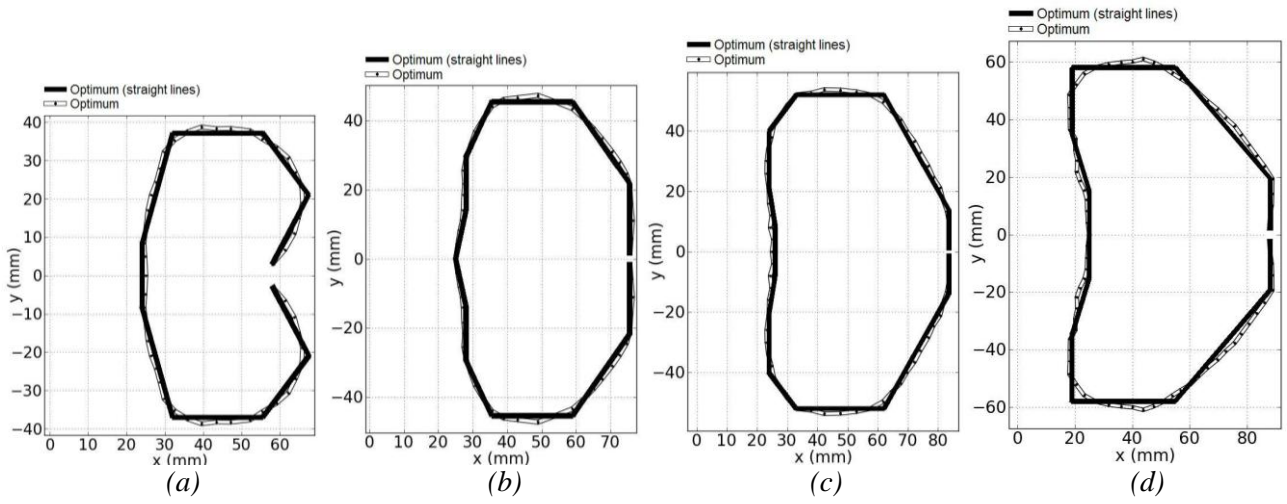 Optimum (straight lines)
Optimum
40
30
20
10
0
−10
−20
−30
−40
y (mm)
0 10 20 30 40 50 60
x (mm)
(a)
Optimum (straight lines)
Optimum
40
20
0
−20
−40
y (mm)
0 10 20 30 40 50 60 70
x (mm)
(b)
Optimum (straight lines)
Optimum
40
20
0
−20
−40
y (mm)
0 10 20 30 40 50 60 70 80
x (mm)
(c)
Optimum (straight lines)
Optimum
60
40
20
0
−20
−40
−60
y (mm)
0 20 40 60 80
x (mm)
(d)